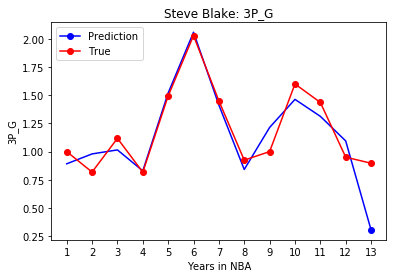 Steve Blake: 3P_G
Prediction
True
2.00
1.75
1.50
1.25
1.00
0.75
0.50
0.25
3P_G
1 2 3 4 5 6 7 8 9 10 11 12 13
Years in NBA